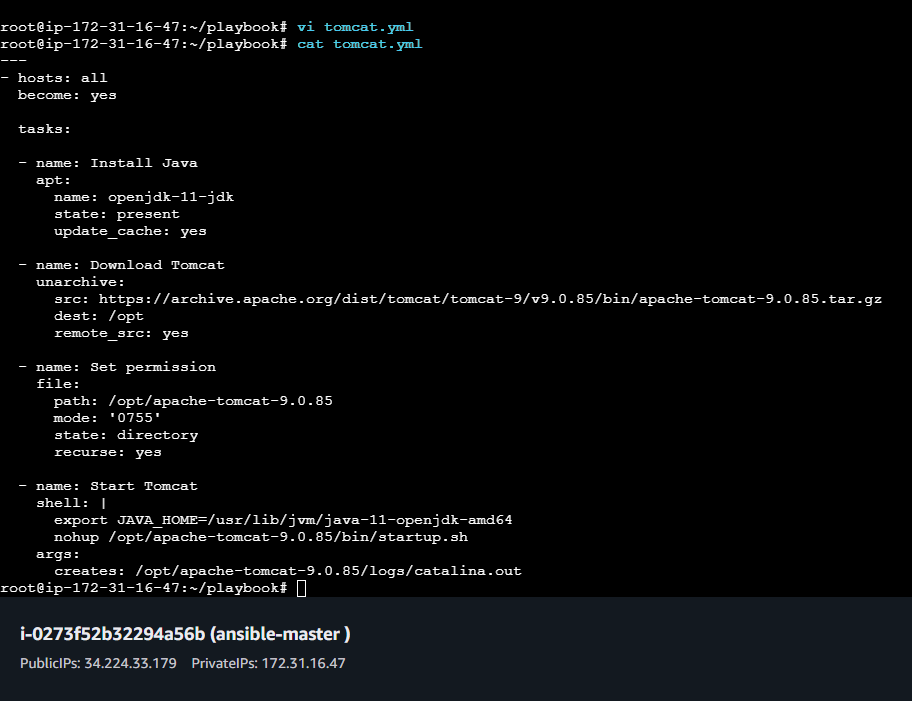 root@ip-172-31-16-47:~/playbook# vi tomcat.yml
root@ip-172-31-16-47:~/playbook# cat tomcat.yml
---
- hosts: all
  become: yes

  tasks:

  - name: Install Java
    apt:
      name: openjdk-11-jdk
      state: present
      update_cache: yes

  - name: Download Tomcat
    unarchive:
      src: https://archive.apache.org/dist/tomcat/tomcat-9/v9.0.85/bin/apache-tomcat-9.0.85.tar.gz
      dest: /opt
      remote_src: yes

  - name: Set permission
    file:
      path: /opt/apache-tomcat-9.0.85
      mode: '0755'
      state: directory
      recurse: yes

  - name: Start Tomcat
    shell: |
      export JAVA_HOME=/usr/lib/jvm/java-11-openjdk-amd64
      nohup /opt/apache-tomcat-9.0.85/bin/startup.sh
    args:
      creates: /opt/apache-tomcat-9.0.85/logs/catalina.out
root@ip-172-31-16-47:~/playbook#
i-0273f52b32294a56b (ansible-master )
PublicIPs: 34.224.33.179 PrivateIPs: 172.31.16.47